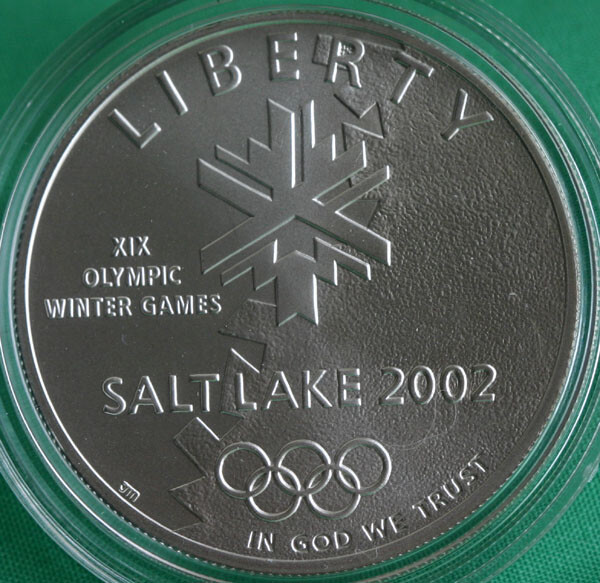 LIBERTY
XIX
OLYMPIC
WINTER GAMES
SALT LAKE 2002
IN GOD WE TRUST